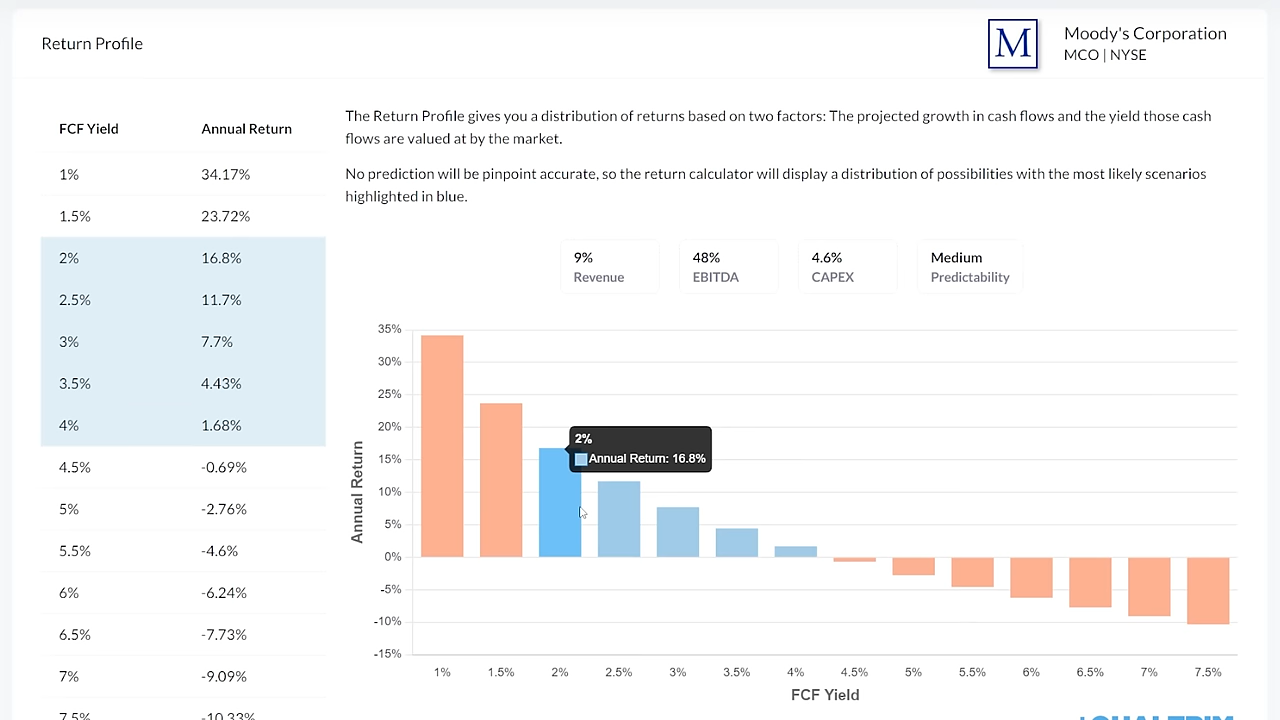 Return Profile
M
Moody's Corporation
MCO | NYSE
FCF Yield Annual Return
1% 34.17%
1.5% 23.72%
2% 16.8%
2.5% 11.7%
3% 7.7%
3.5% 4.43%
4% 1.68%
4.5% -0.69%
5% -2.76%
5.5% -4.6%
6% -6.24%
6.5% -7.73%
7% -9.09%
7.5% -10.33%
The Return Profile gives you a distribution of returns based on two factors: The projected growth in cash flows and the yield those cash
flows are valued at by the market.
No prediction will be pinpoint accurate, so the return calculator will display a distribution of possibilities with the most likely scenarios
highlighted in blue.
9% 48% 4.6% Medium
Revenue EBITDA CAPEX Predictability
35%
30%
25%
20%
15%
10%
5%
0%
-5%
-10%
-15%
Annual Return
2%
Annual Return: 16.8%
1% 1.5% 2% 2.5% 3% 3.5% 4% 4.5% 5% 5.5% 6% 6.5% 7% 7.5%
FCF Yield
QUALTRIM